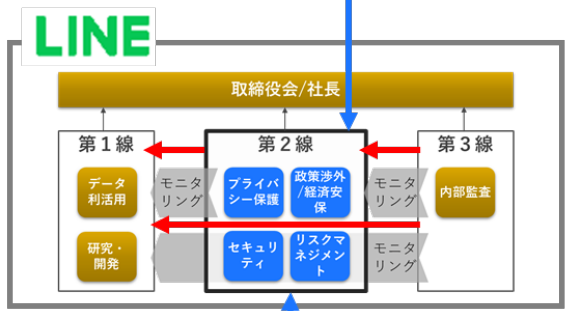 LINE
取締役会/社長
第1線
第2線
第3線
データ
利活用
モニタ
リング
プライバ
シー保護
政策渉外
/経済安
保
モニタ
リング
内部監査
研究・
開発
セキュリ
ティ
リスクマ
ネジメン
ト
モニタ
リング